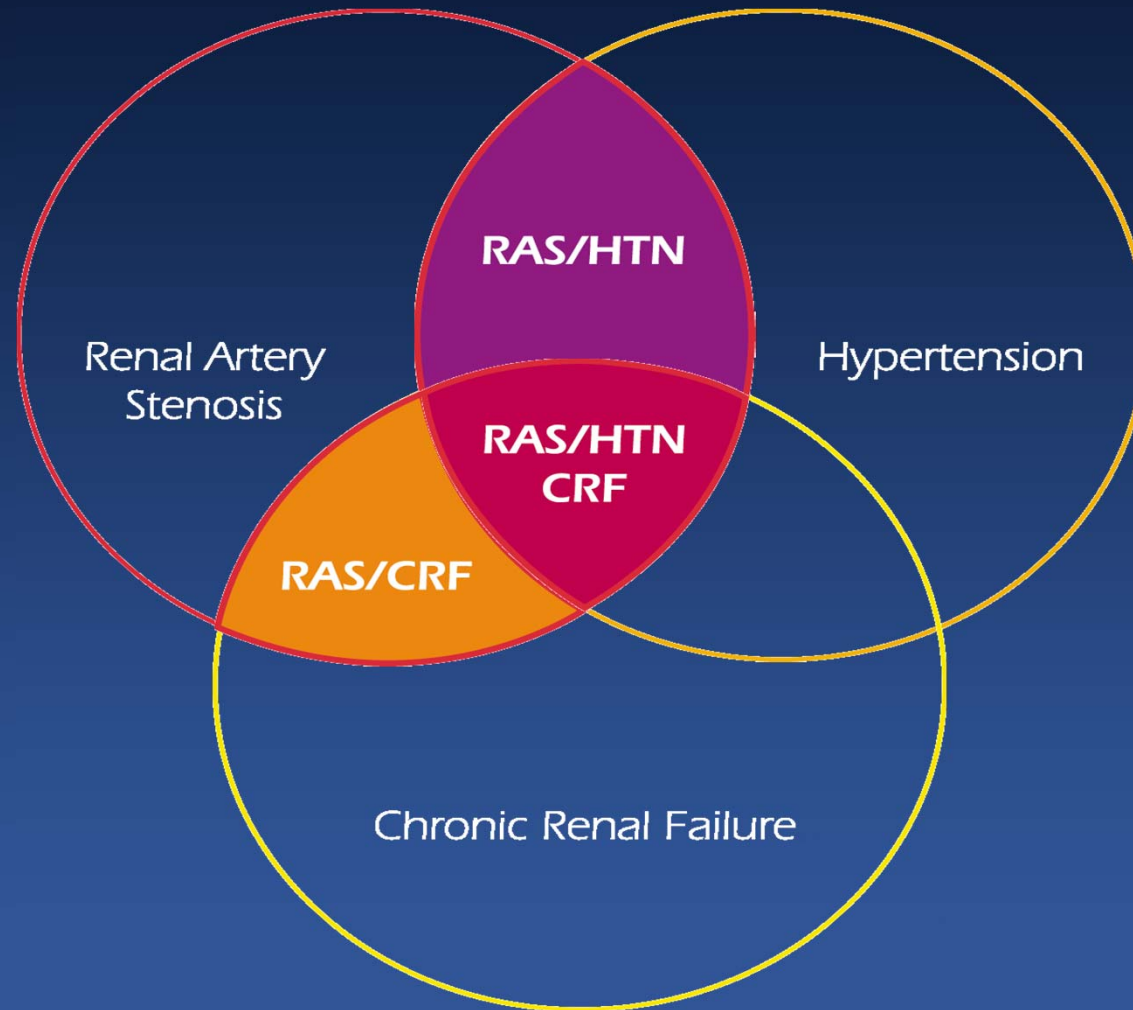 RAS/HTN
Renal Artery
Stenosis
Hypertension
RAS/HTN
CRF
RAS/CRF
Chronic Renal Failure